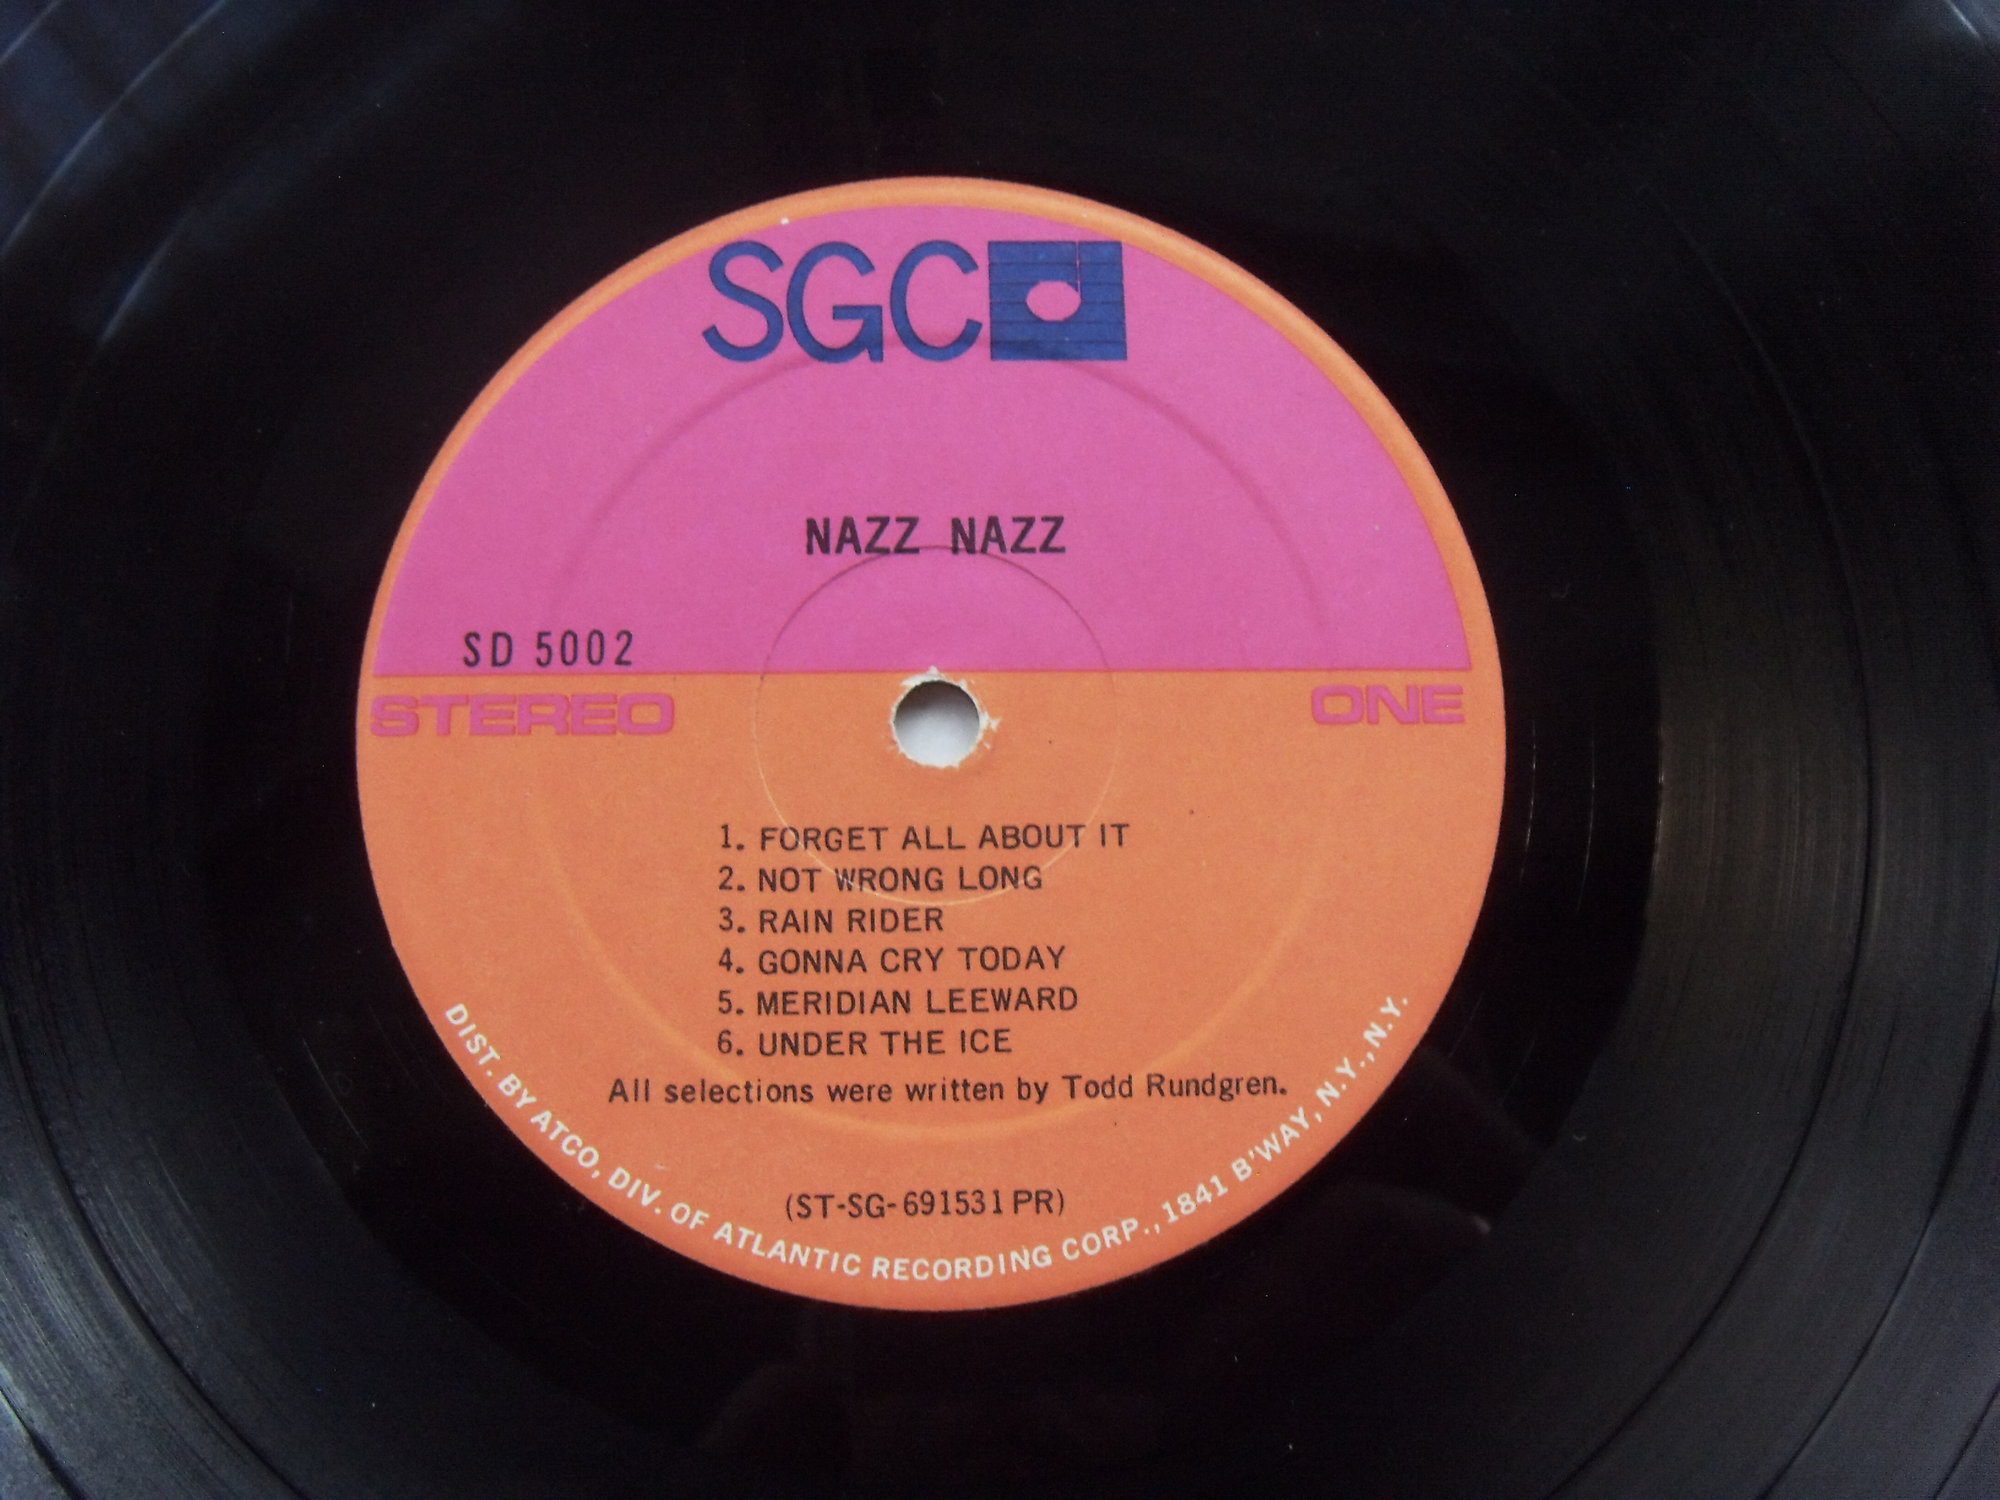 SGC
NAZZ NAZZ
SD 5002
STEREO ONE
1. FORGET ALL ABOUT IT
2. NOT WRONG LONG
3. RAIN RIDER
4. GONNA CRY TODAY
5. MERIDIAN LEEWARD
6. UNDER THE ICE
All selections were written by Todd Rundgren.
(ST-SG-691531 PR)
DIST. BY ATCO, DIV. OF ATLANTIC RECORDING CORP., 1841 B'WAY, N.Y., N.Y.